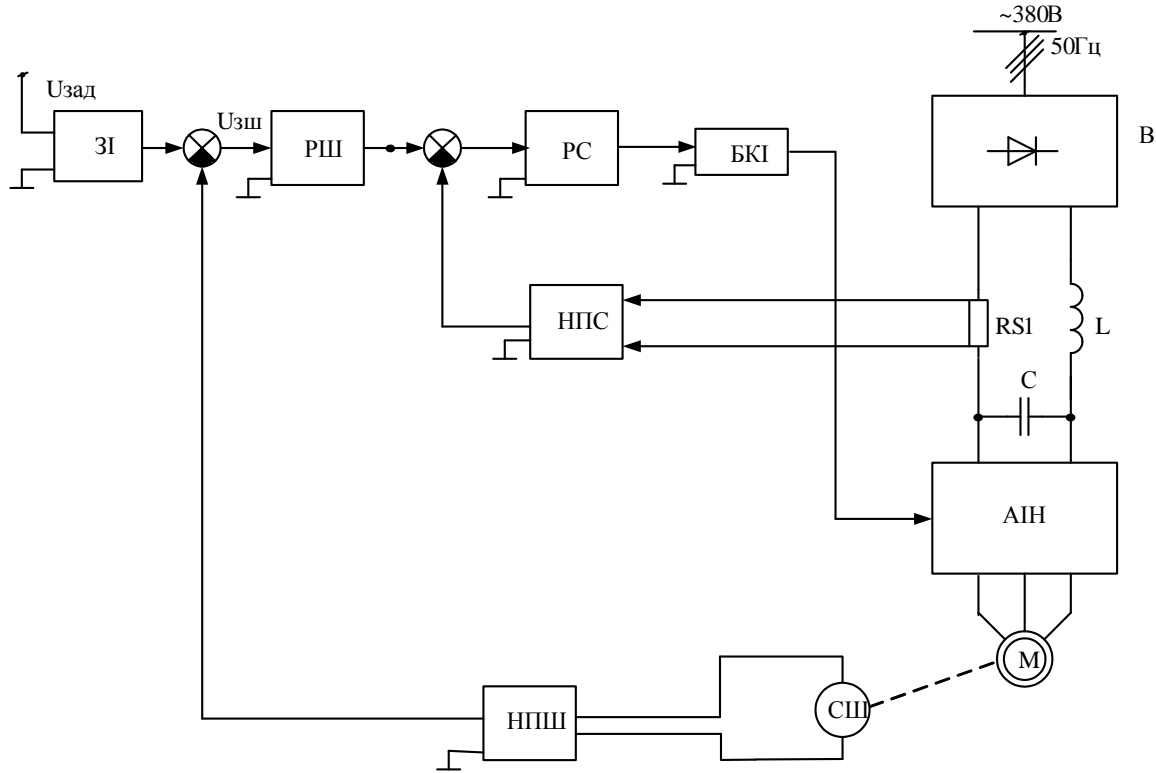 ~380В
50Гц
Uзад
Uзш
ЗІ
РШ
РС
БКІ
В
НПС
RS1
L
C
АІН
М
НПШ
СШ